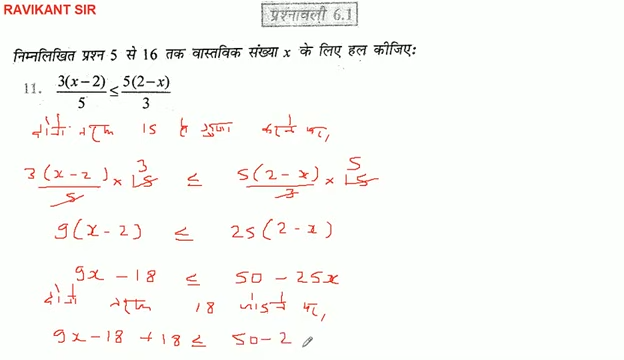 RAVIKANT SIR
प्रश्नावली 6.1
निम्नलिखित प्रश्न 5 से 16 तक वास्तविक संख्या x के लिए हल कीजिए:
11. 3(x−2)/5 ≤ 5(2−x)/3
दोनों तरफ 15 से गुणा करने पर,
3(x-2)/5 × 15 3 ≤ 5(2-x)/3 × 15 5
9(x-2) ≤ 25(2-x)
9x-18 ≤ 50-25x
दोनों तरफ 18 जोड़ने पर,
9x-18+18 ≤ 50-2